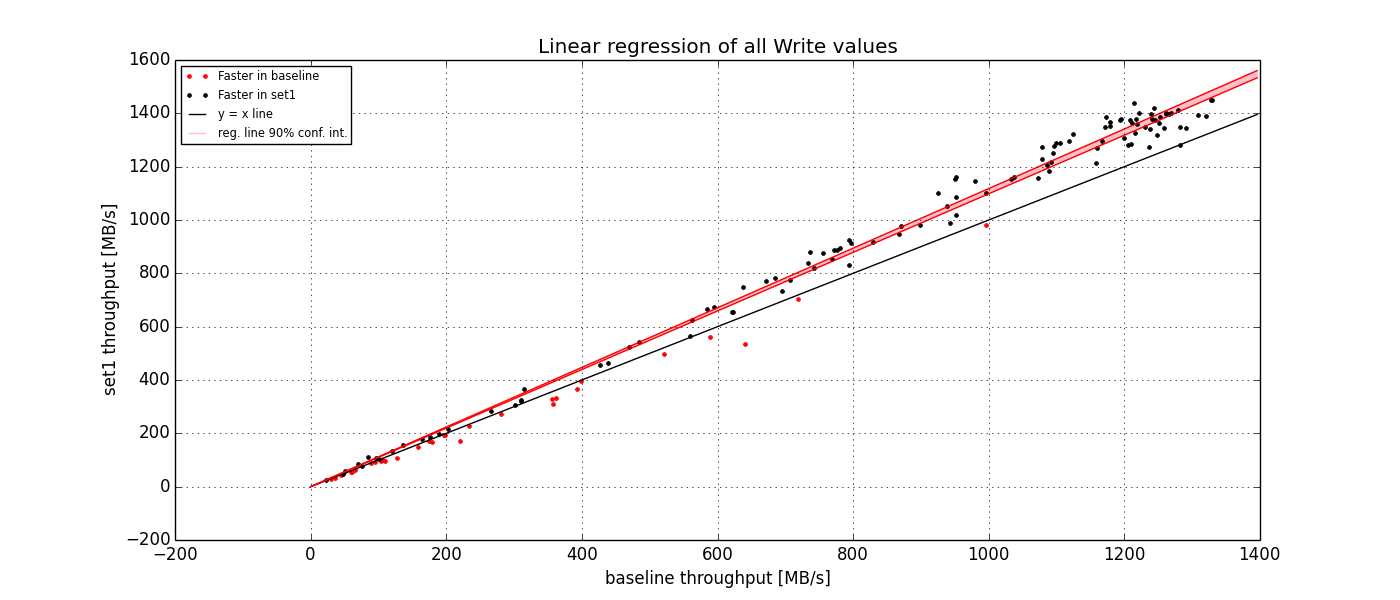 Linear regression of all Write values
1600
1400
1200
1000
800
600
400
200
0
−200
set1 throughput [MB/s]
Faster in baseline
Faster in set1
y = x line
reg. line 90% conf. int.
−200
0
200
400
600
800
1000
1200
1400
baseline throughput [MB/s]